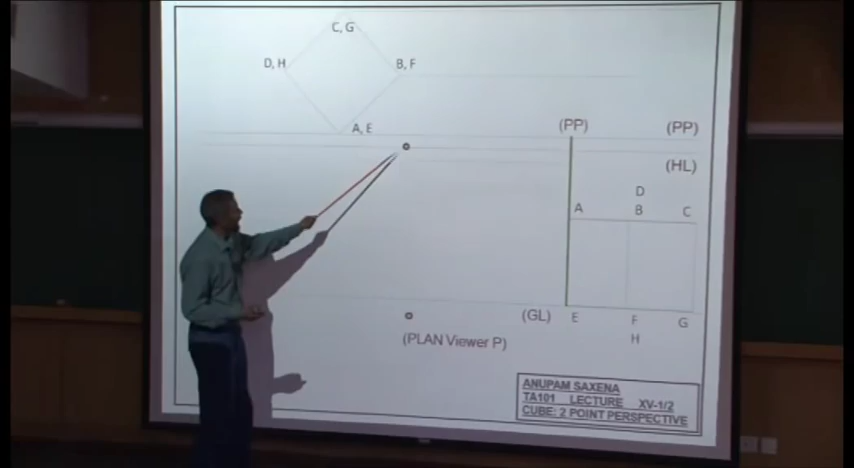 C, G
D, H
B, F
A, E
(PP)
(PP)
(HL)
D
A
B
C
(GL)
E
F
G
H
(PLAN Viewer P)
ANUPAM SAXENA
TA101 LECTURE XV-1/2
CUBE: 2 POINT PERSPECTIVE